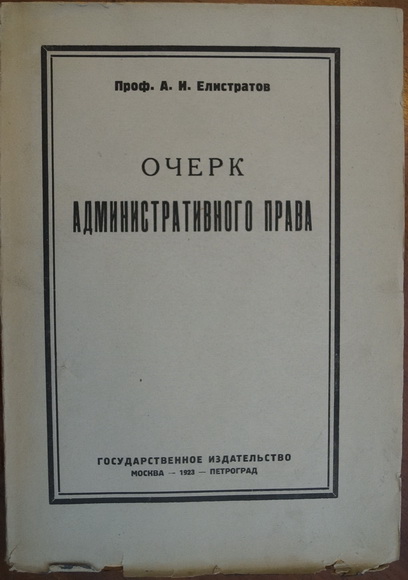 Проф. А. И. Елистратов
ОЧЕРК
АДМИНИСТРАТИВНОГО ПРАВА
ГОСУДАРСТВЕННОЕ ИЗДАТЕЛЬСТВО
МОСКВА — 1923 — ПЕТРОГРАД